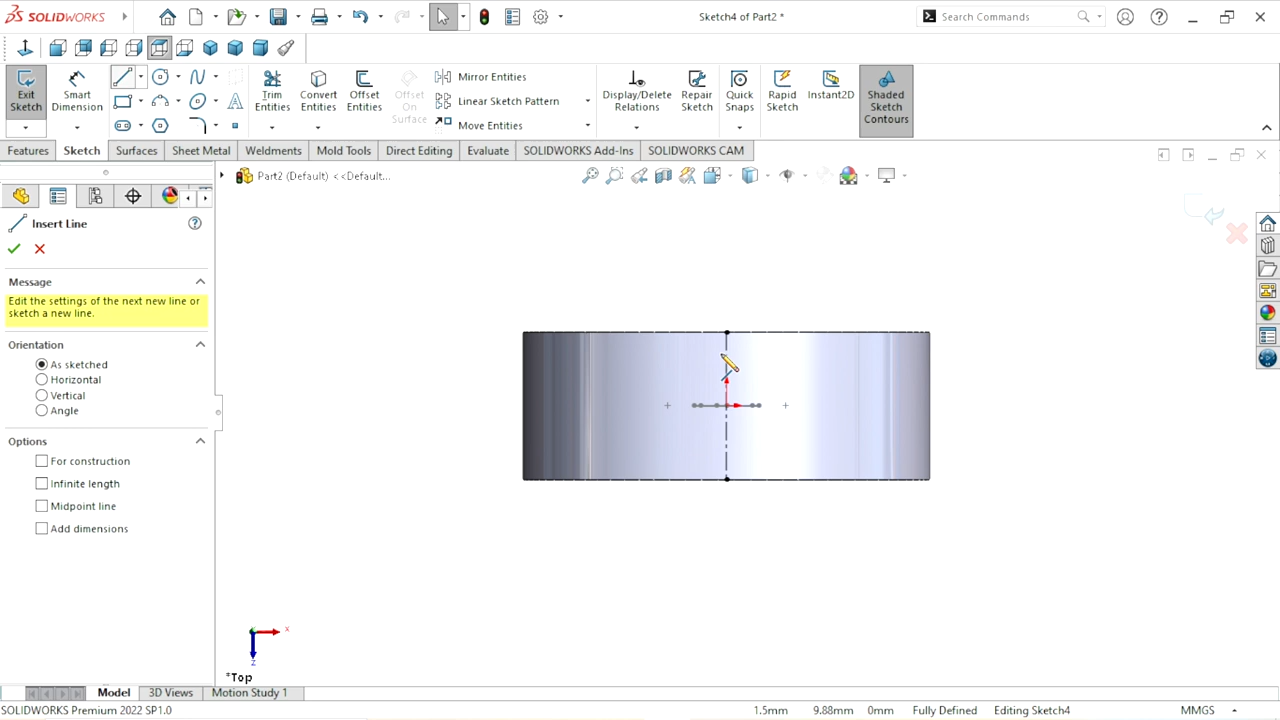 SOLIDWORKS
Sketch4 of Part2 *
Search Commands
Exit Sketch
Smart Dimension
Trim Entities
Convert Entities
Offset Entities
Offset On Surface
Mirror Entities
Linear Sketch Pattern
Move Entities
Display/Delete Relations
Repair Sketch
Quick Snaps
Rapid Sketch
Instant2D
Shaded Sketch Contours
Features
Sketch
Surfaces
Sheet Metal
Weldments
Mold Tools
Direct Editing
Evaluate
SOLIDWORKS Add-Ins
SOLIDWORKS CAM
Part2 (Default) <<Default...
Insert Line
Message
Edit the settings of the next new line or
sketch a new line.
Orientation
As sketched
Horizontal
Vertical
Angle
Options
For construction
Infinite length
Midpoint line
Add dimensions
X
Z
*Top
Model
3D Views
Motion Study 1
SOLIDWORKS Premium 2022 SP1.0
1.5mm
9.88mm
0mm
Fully Defined
Editing Sketch4
MMGS